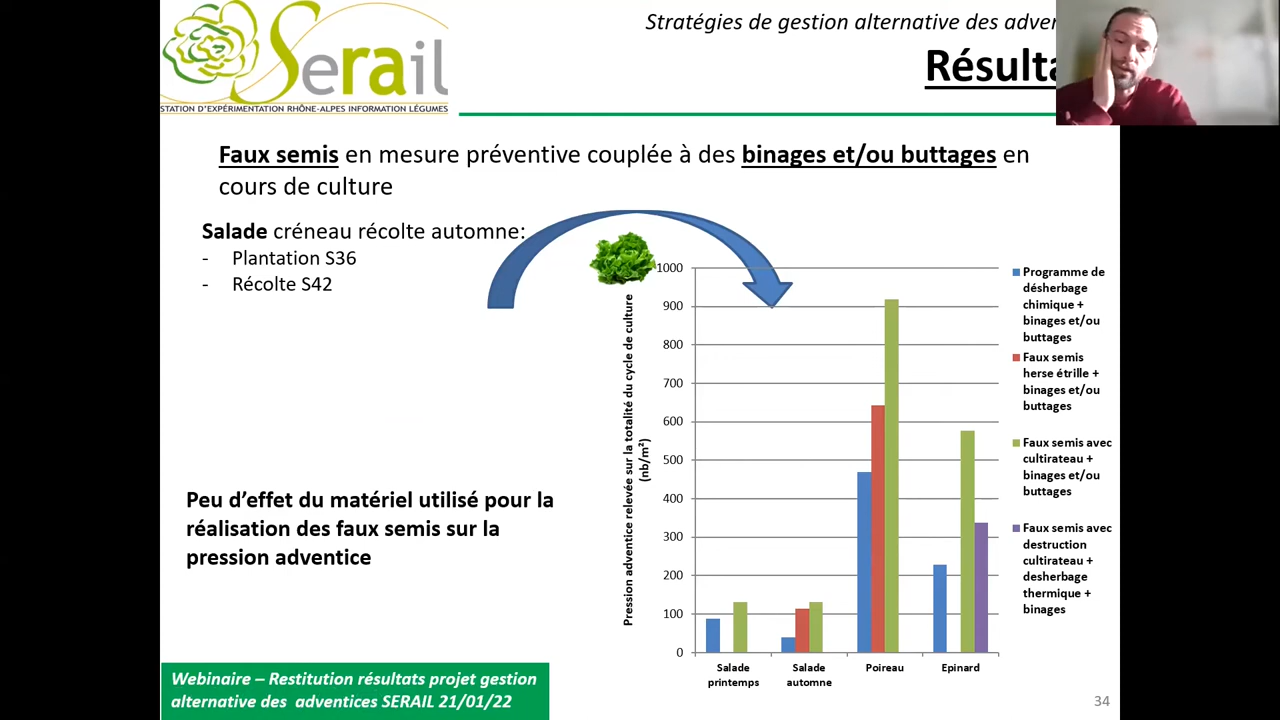 Serail
STATION D'EXPÉRIMENTATION RHÔNE-ALPES INFORMATION LÉGUMES
Stratégies de gestion alternative des adven
Résulta
Faux semis en mesure préventive couplée à des binages et/ou buttages en
cours de culture
Salade créneau récolte automne:
- Plantation S36
- Récolte S42
Peu d'effet du matériel utilisé pour la
réalisation des faux semis sur la
pression adventice
Pression adventice relevée sur la totalité du cycle de culture
(nb/m²)
1000
900
800
700
600
500
400
300
200
100
0
Salade
printemps
Salade
automne
Poireau
Epinard
Programme de
désherbage
chimique +
binages et/ou
buttages
Faux semis
herse étrille +
binages et/ou
buttages
Faux semis avec
cultirateau +
binages et/ou
buttages
Faux semis avec
destruction
cultirateau +
desherbage
thermique +
binages
Webinaire – Restitution résultats projet gestion
alternative des adventices SERAIL 21/01/22
34